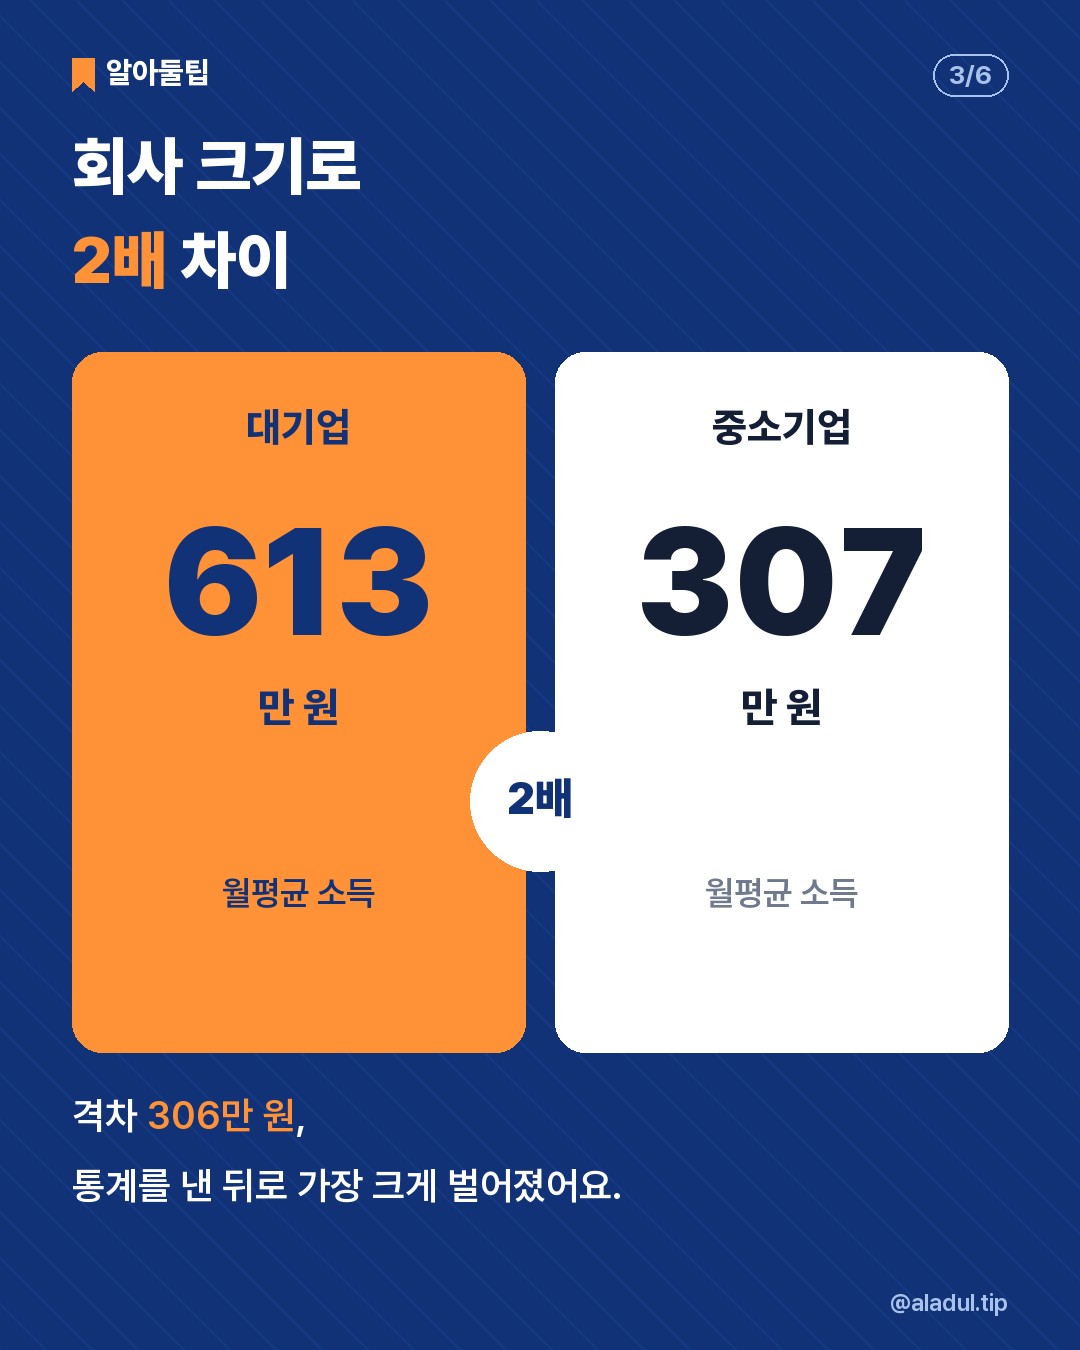 알아둘팁
3/6
회사 크기로
2배 차이
대기업
613
만 원
월평균 소득
중소기업
307
만 원
월평균 소득
2배
격차 306만 원,
통계를 낸 뒤로 가장 크게 벌어졌어요.
@aladul.tip